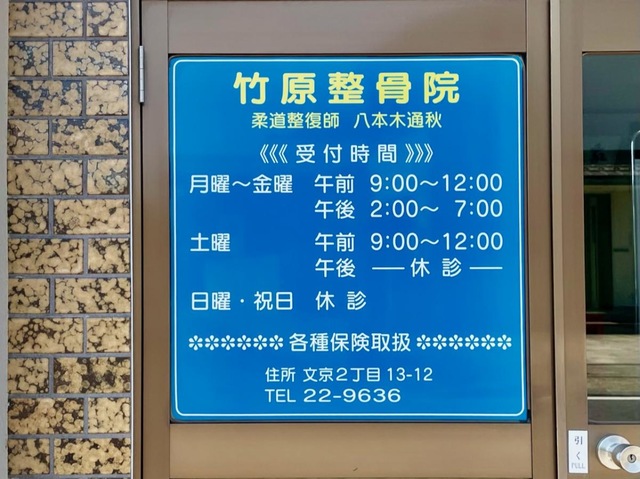 竹原整骨院
柔道整復師 八本木通秋
《《《 受付時間 》》》
月曜～金曜 午前 9:00～12:00
午後 2:00～ 7:00
土曜 午前 9:00～12:00
午後 ― 休診 ―
日曜・祝日 休診
✽✽✽✽✽✽ 各種保険取扱 ✽✽✽✽✽✽
住所 文京2丁目13-12
TEL 22-9636
引く
PULL